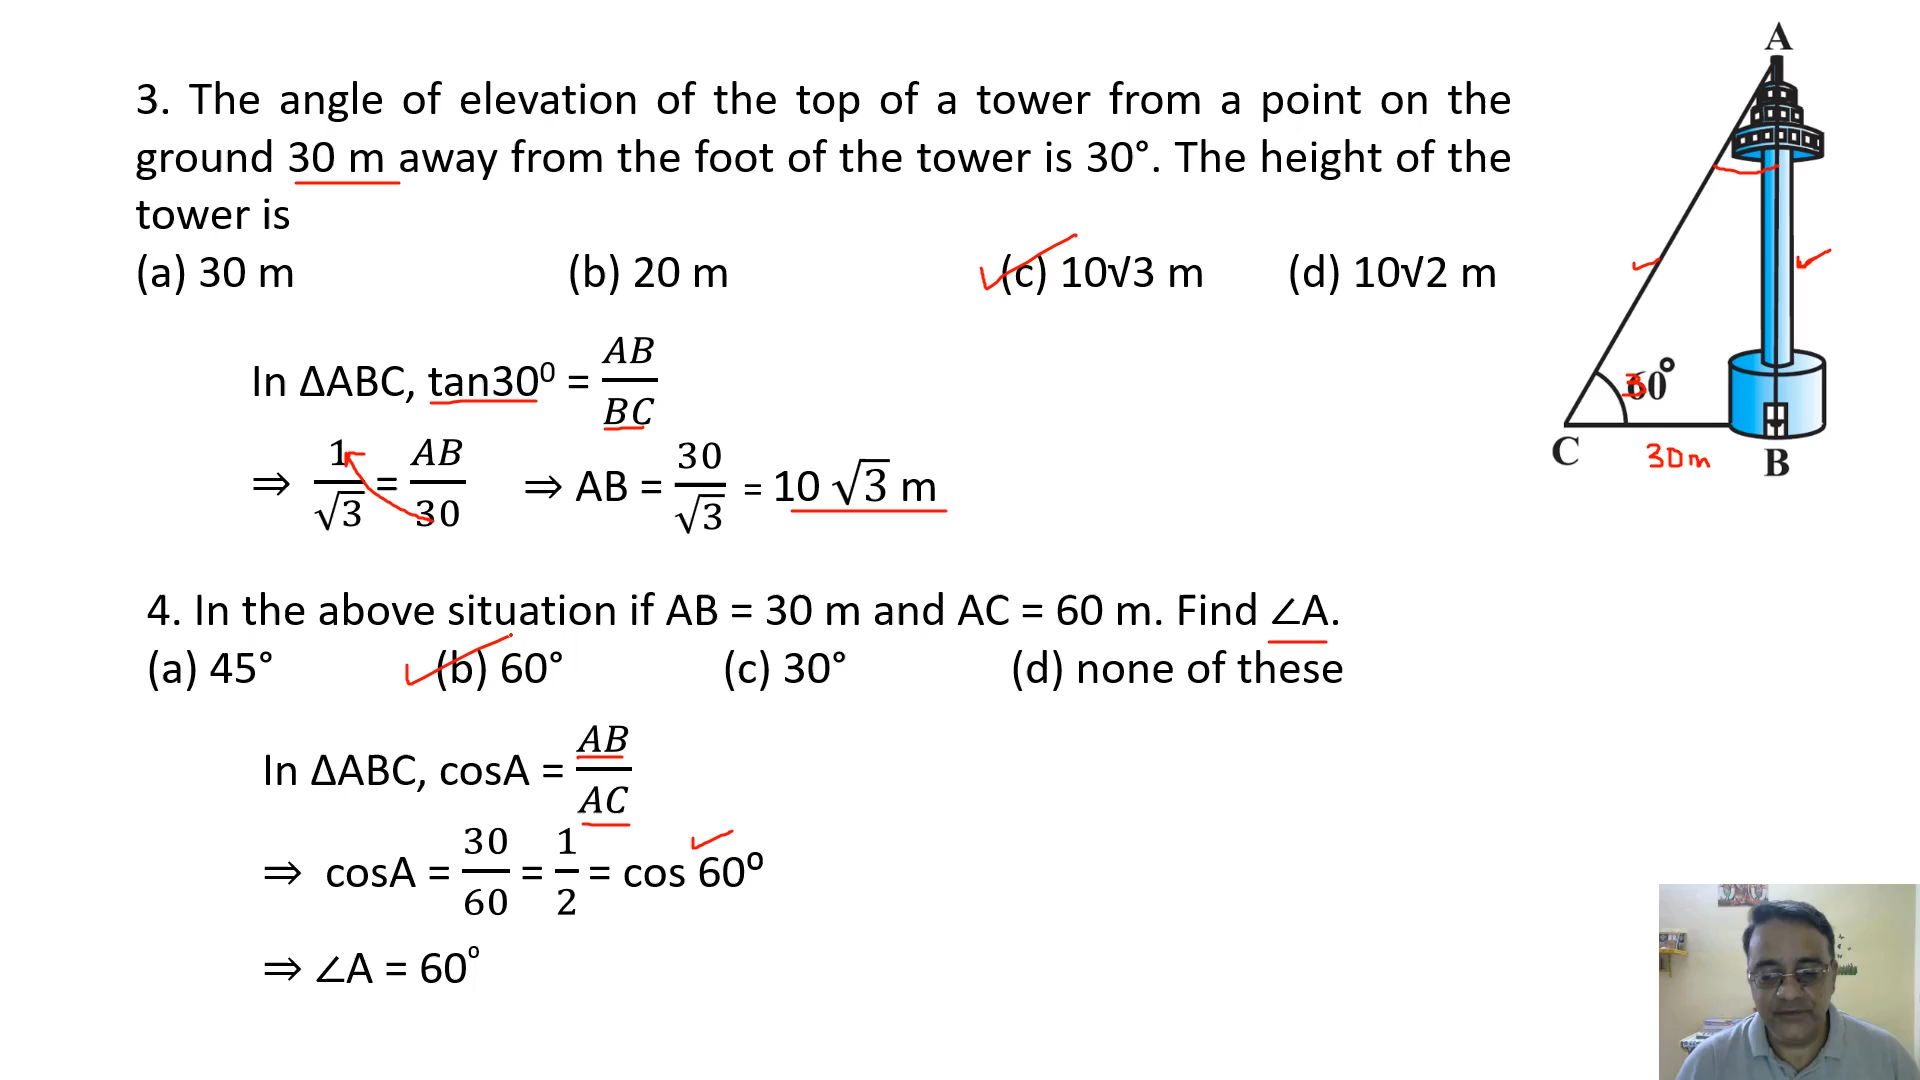 3. The angle of elevation of the top of a tower from a point on the
ground 30 m away from the foot of the tower is 30°. The height of the
tower is
(a) 30 m (b) 20 m (c) 10√3 m (d) 10√2 m
In ΔABC, tan30⁰ = AB/BC
⇒ 1/√3 = AB/30 ⇒ AB = 30/√3 = 10 √3 m
4. In the above situation if AB = 30 m and AC = 60 m. Find ∠A.
(a) 45° (b) 60° (c) 30° (d) none of these
In ΔABC, cosA = AB/AC
⇒ cosA = 30/60 = 1/2 = cos 60⁰
⇒ ∠A = 60°
A
30°
C
30m
B